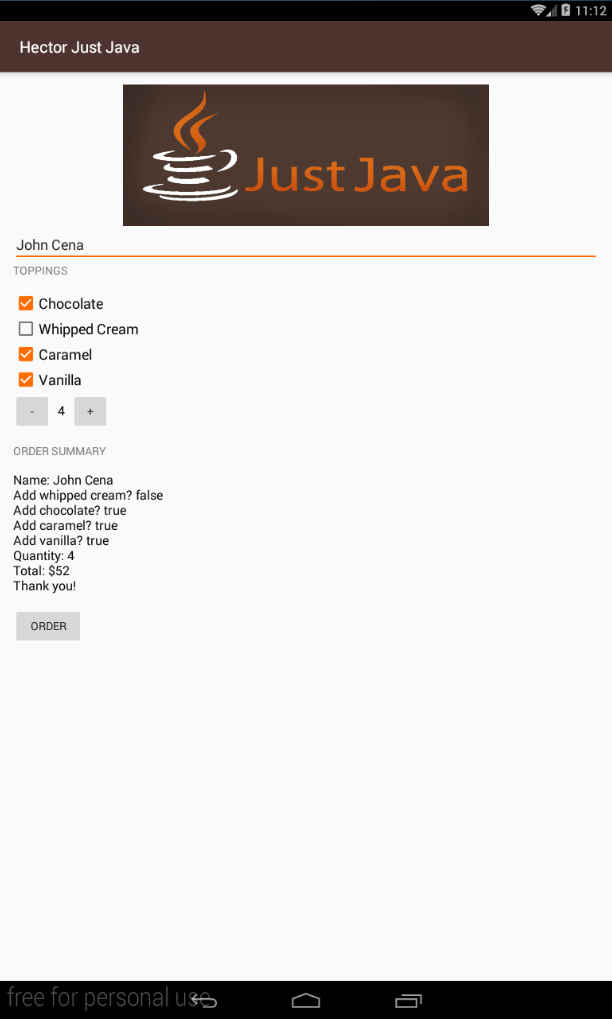 11:12
Hector Just Java
Just Java
John Cena
TOPPINGS
Chocolate
Whipped Cream
Caramel
Vanilla
- 4 +
ORDER SUMMARY
Name: John Cena
Add whipped cream? false
Add chocolate? true
Add caramel? true
Add vanilla? true
Quantity: 4
Total: $52
Thank you!
ORDER
free for personal use